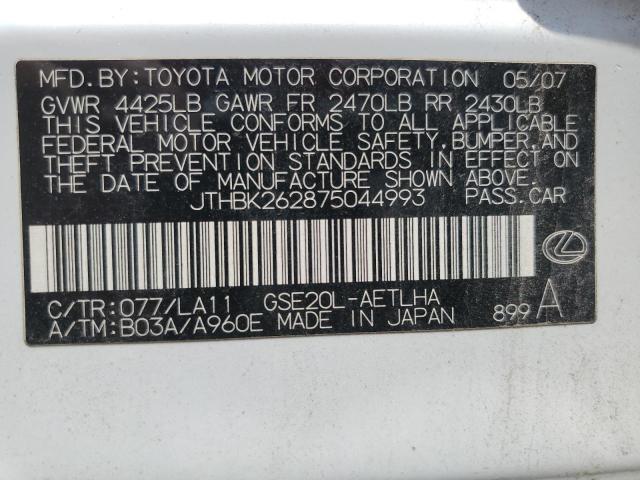 MFD. BY: TOYOTA MOTOR CORPORATION 05/07
GVWR 4425LB GAWR FR 2470LB RR 2430LB
THIS VEHICLE CONFORMS TO ALL APPLICABLE
FEDERAL MOTOR VEHICLE SAFETY, BUMPER, AND
THEFT PREVENTION STANDARDS IN EFFECT ON
THE DATE OF MANUFACTURE SHOWN ABOVE.
JTHBK262875044993 PASS. CAR
C/TR: 077/LA11 GSE20L-AETLHA
A/TM: B03A/A960E MADE IN JAPAN 899 A